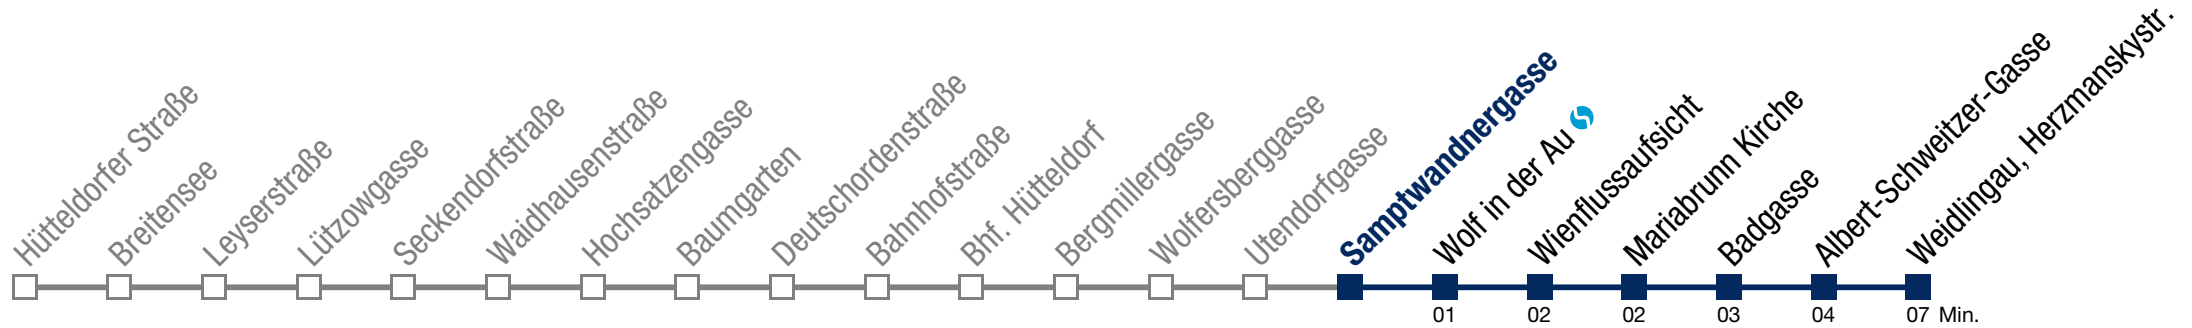 Hütteldorfer Straße
Breitensee
Leyserstraße
Lützowgasse
Seckendorfstraße
Waidhausenstraße
Hochsatzengasse
Baumgarten
Deutschordenstraße
Bahnhofstraße
Bhf. Hütteldorf
Bergmillergasse
Wolfersberggasse
Utendorfgasse
Samptwandnergasse
Wolf in der Au
Wienflussaufsicht
Mariabrunn Kirche
Badgasse
Albert-Schweitzer-Gasse
Weidlingau, Herzmanskystr.
01 02 02 03 04 07 Min.